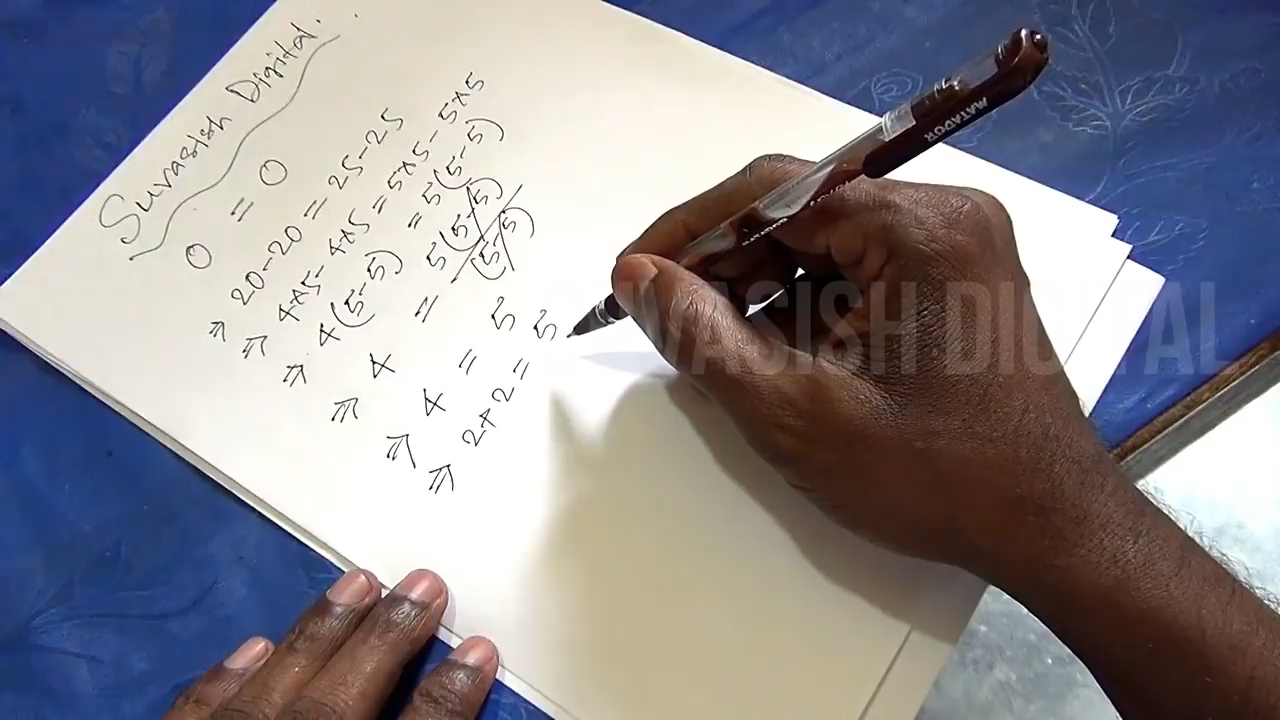 Suvasish Digital.
0 = 0
⇒ 20-20 = 25-25
⇒ 4×5-4×5 = 5×5-5×5
⇒ 4(5-5) = 5(5-5)
⇒ 4 = 5(5-5)/(5-5)
⇒ 4 = 5
⇒ 2+2 = 5
MATADOR
SUVASISH DIGITAL